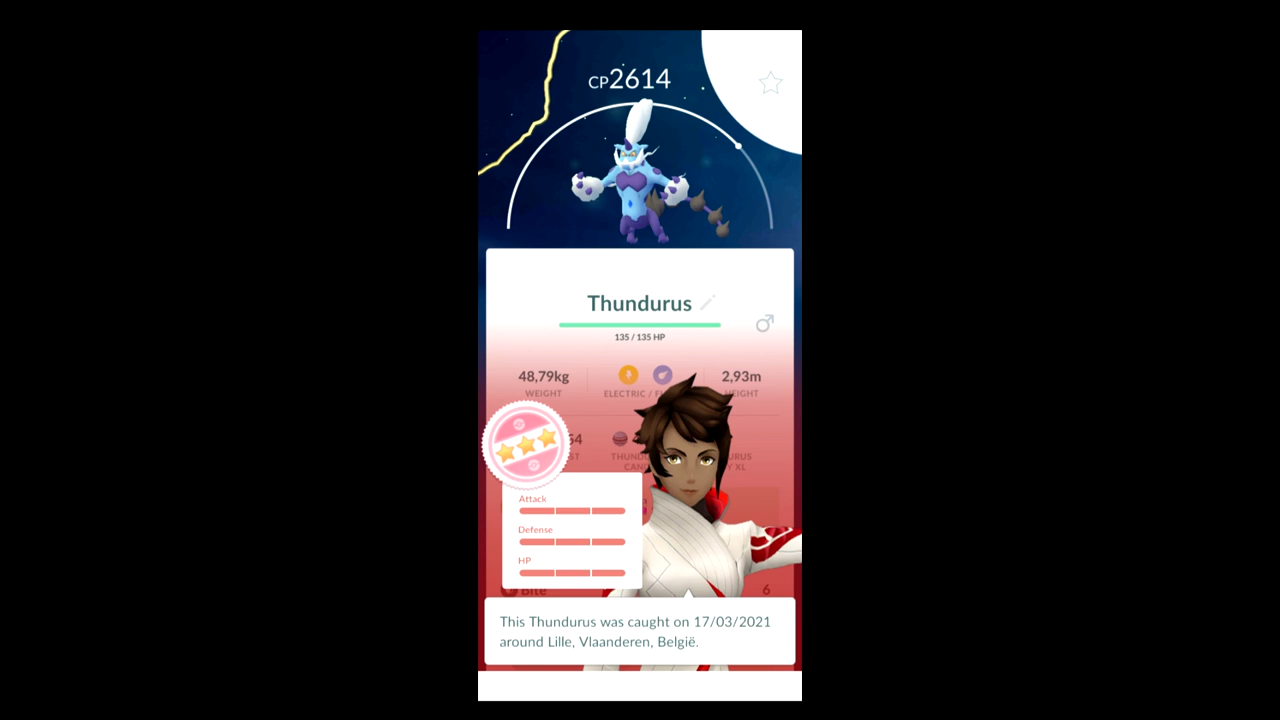 CP2614
Thundurus
135 / 135 HP
48,79kg
2,93m
WEIGHT
ELECTRIC /
Attack
Defense
HP
Bite
6
This Thundurus was caught on 17/03/2021
around Lille, Vlaanderen, België.